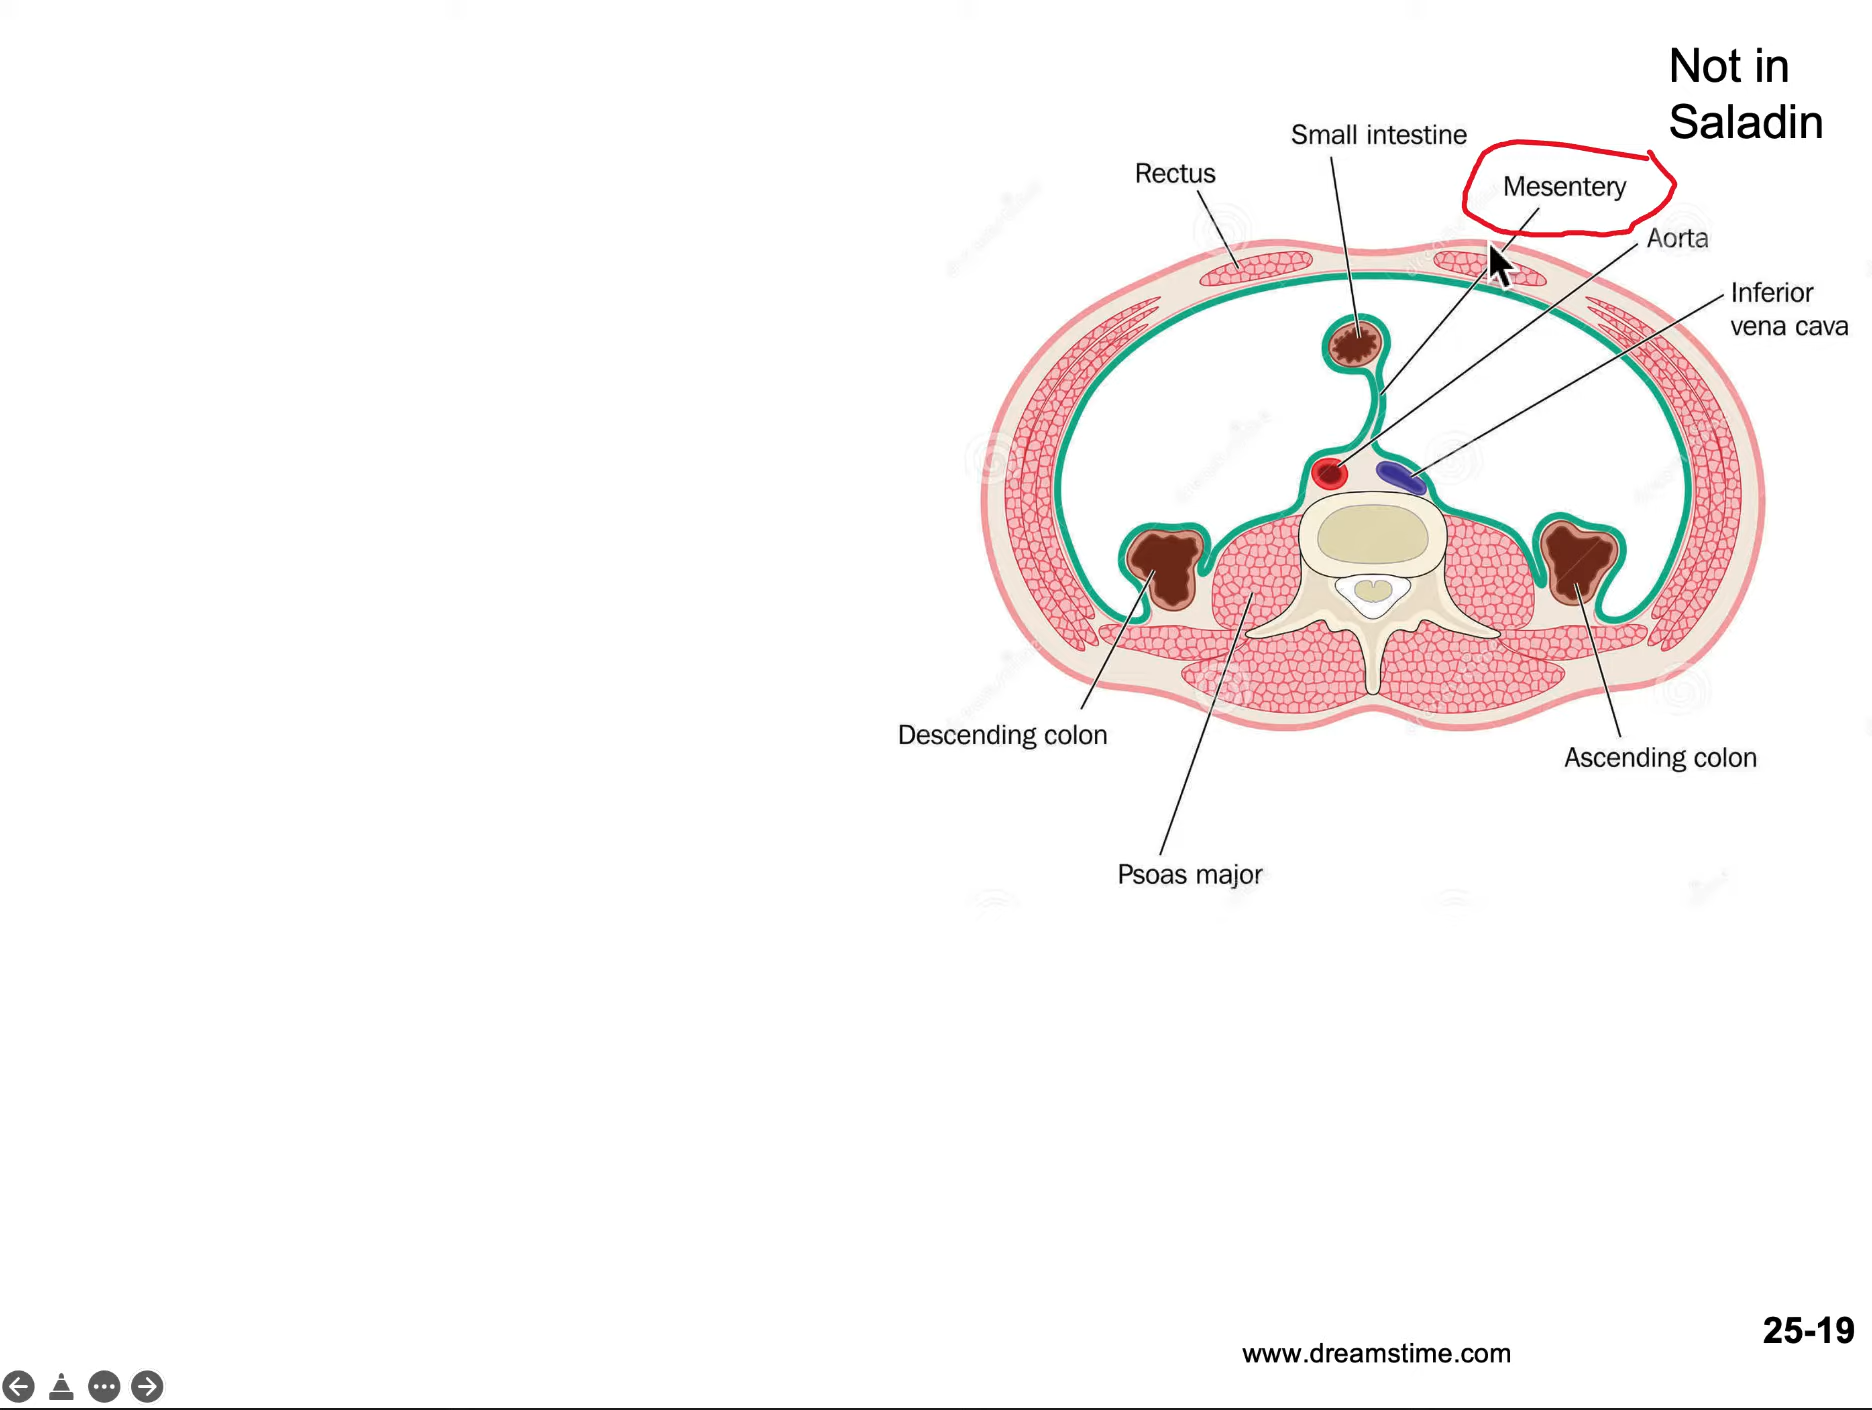 Not in
Saladin
Small intestine
Rectus
Mesentery
Aorta
Inferior
vena cava
Descending colon
Ascending colon
Psoas major
25-19
www.dreamstime.com